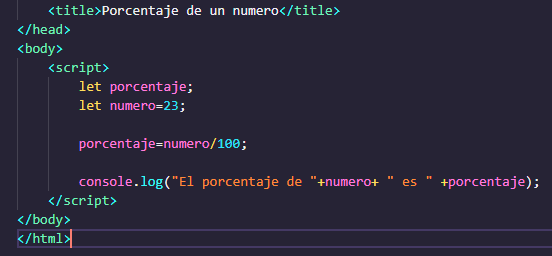 <title>Porcentaje de un numero</title>
</head>
<body>
<script>
let porcentaje;
let numero=23;
porcentaje=numero/100;
console.log("El porcentaje de "+numero+ " es " +porcentaje);
</script>
</body>
</html>